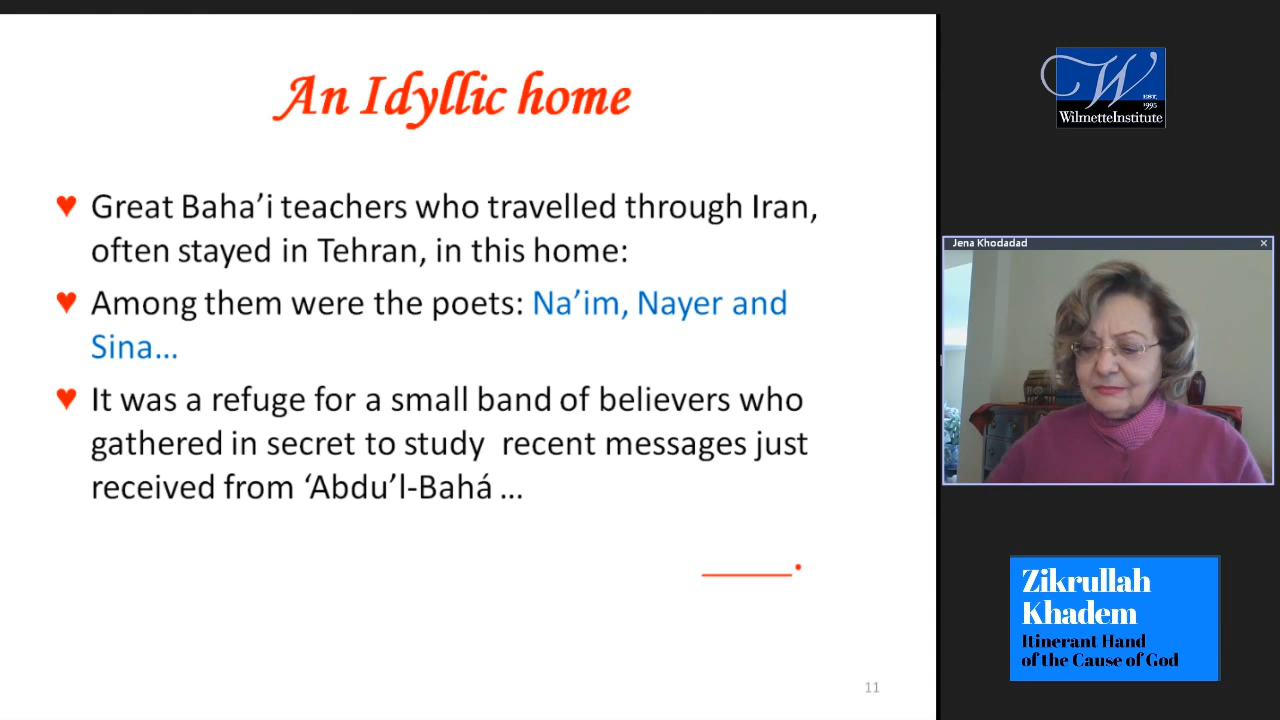 An Idyllic home
♥ Great Baha’i teachers who travelled through Iran,
often stayed in Tehran, in this home:
♥ Among them were the poets: Na’im, Nayer and
Sina…
♥ It was a refuge for a small band of believers who
gathered in secret to study  recent messages just
received from ‘Abdu’l-Bahá …
_____.
11
W
EST.
1995
WilmetteInstitute
Jena Khodadad
Zikrullah
Khadem
Itinerant Hand
of the Cause of God